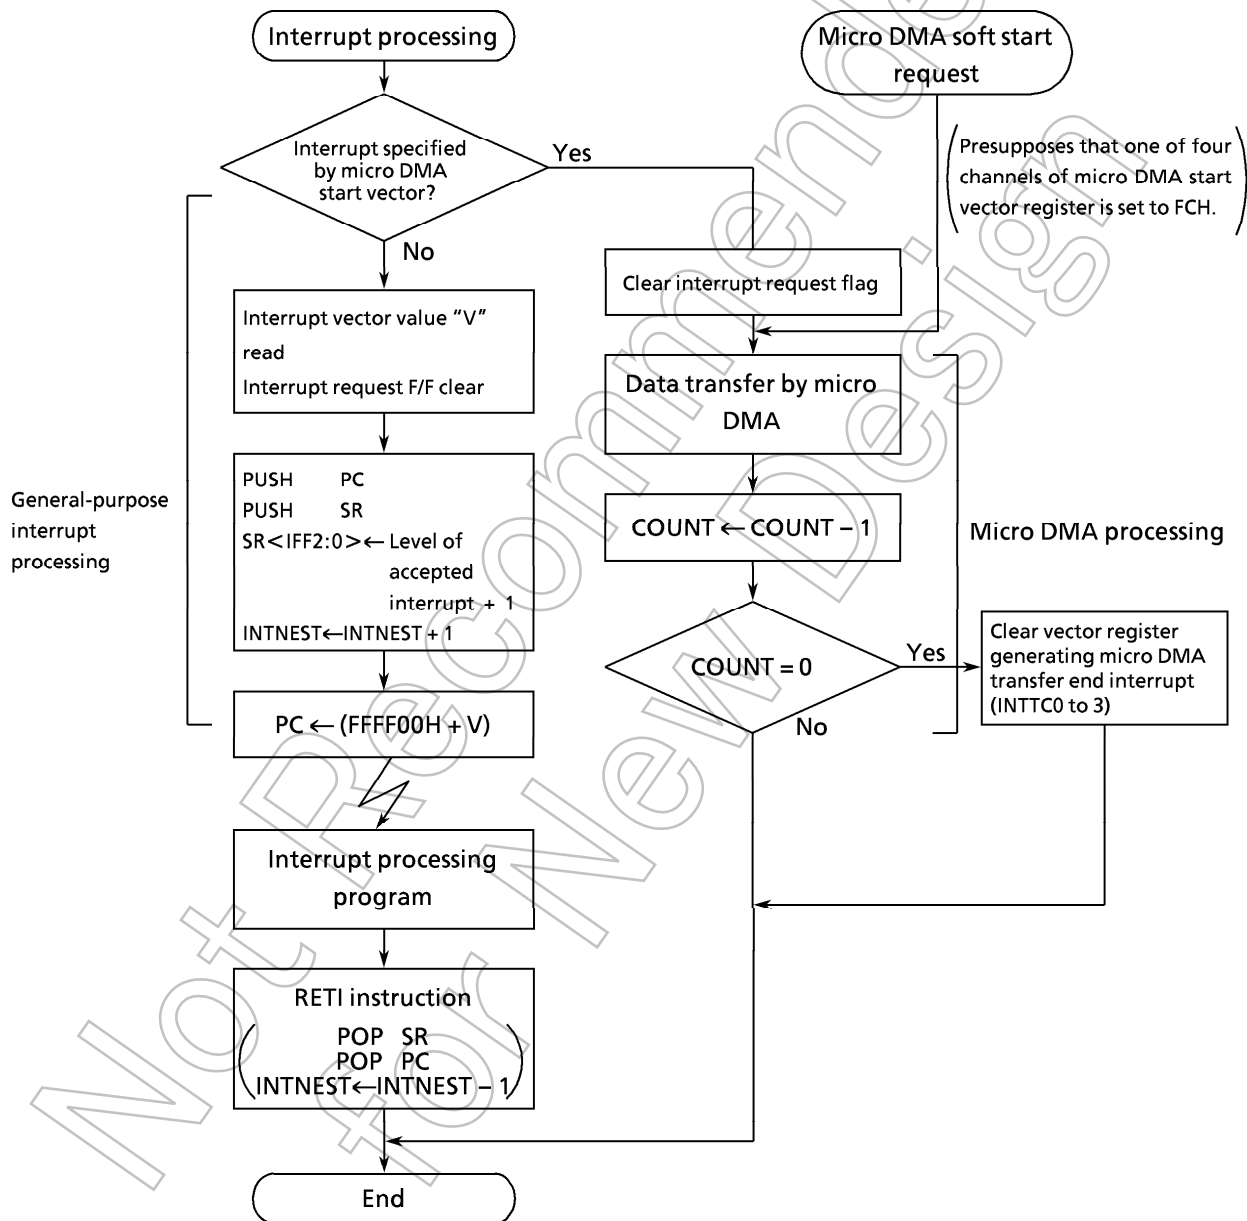 Interrupt processing
Micro DMA soft start
request
Interrupt specified
by micro DMA
start vector?
Yes
No
(Presupposes that one of four
channels of micro DMA start
vector register is set to FCH.)
Clear interrupt request flag
Interrupt vector value “V”
read
Interrupt request F/F clear
Data transfer by micro
DMA
General-purpose
interrupt
processing
PUSH PC
PUSH SR
SR<IFF2:0>← Level of
accepted
interrupt + 1
INTNEST←INTNEST + 1
COUNT ← COUNT – 1
Micro DMA processing
COUNT = 0
Yes
No
Clear vector register
generating micro DMA
transfer end interrupt
(INTTC0 to 3)
PC ← (FFFF00H + V)
Interrupt processing
program
RETI instruction
(POP SR
POP PC
INTNEST←INTNEST – 1)
End
Not Recommended
for New Design